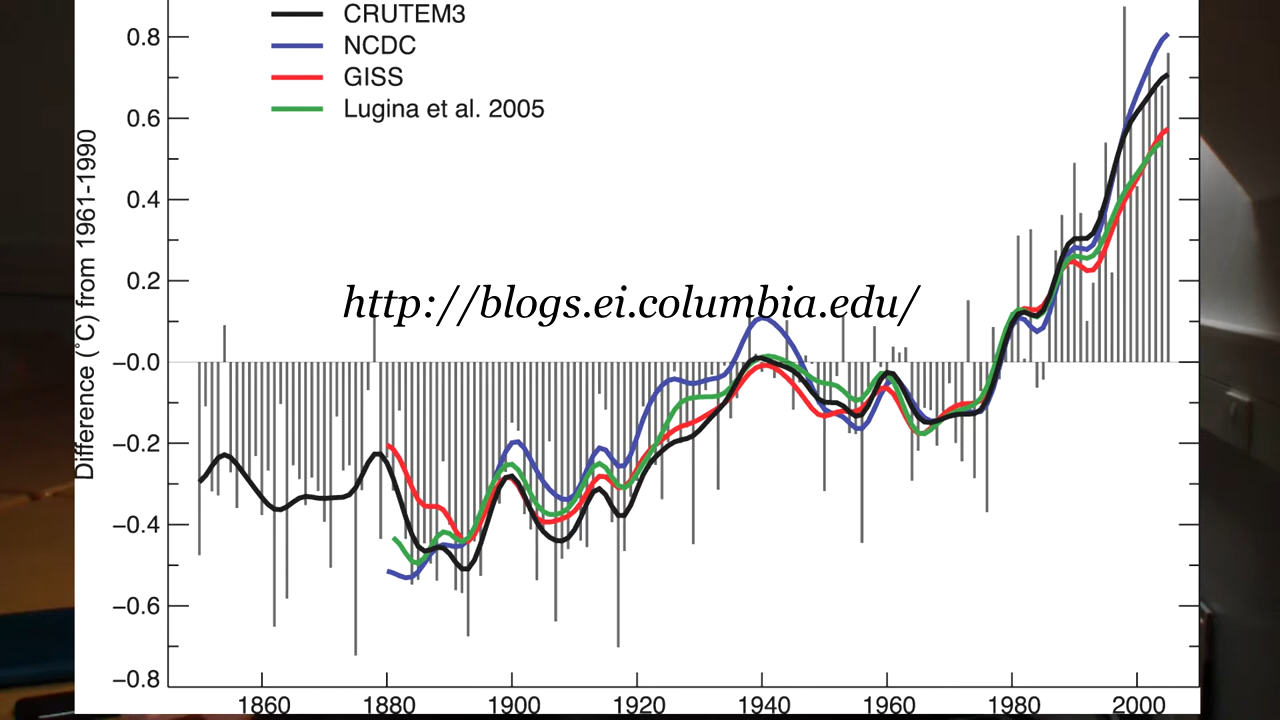 CRUTEM3
NCDC
GISS
Lugina et al. 2005
Difference (°C) from 1961-1990
0.8
0.6
0.4
0.2
−0.0
−0.2
−0.4
−0.6
−0.8
http://blogs.ei.columbia.edu/
1860 1880 1900 1920 1940 1960 1980 2000